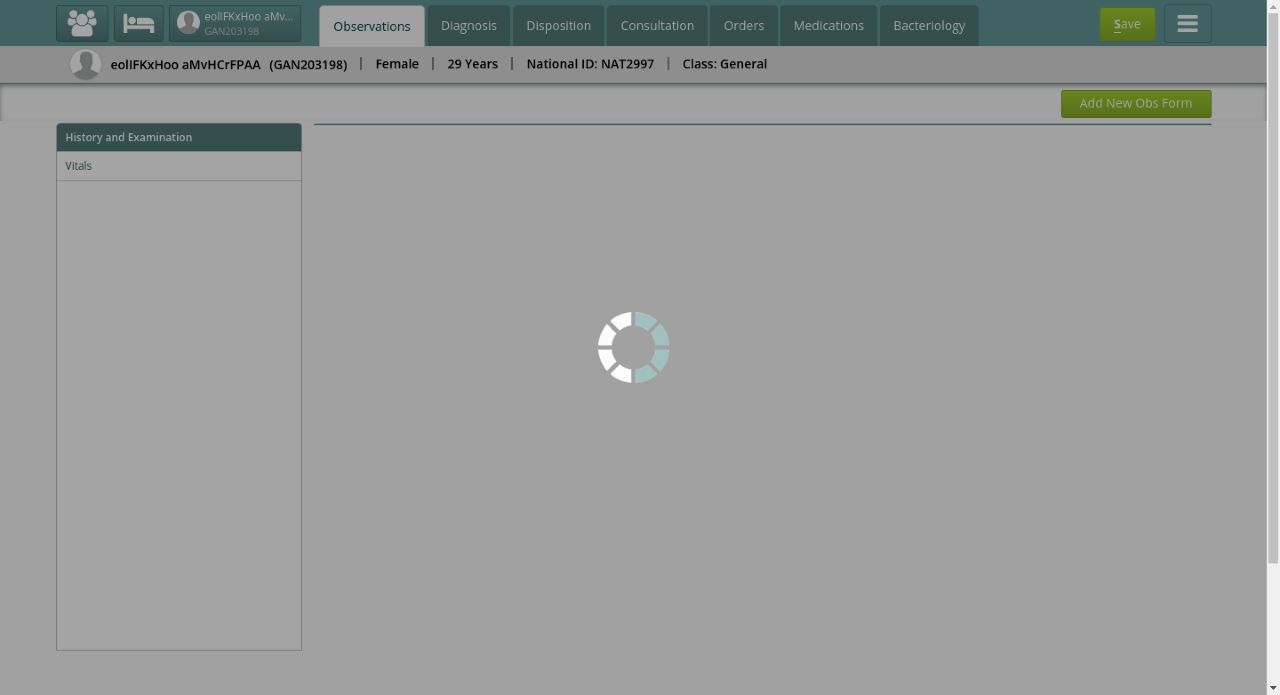 eolIFKxHoo aMv...
GAN203198
Observations
Diagnosis
Disposition
Consultation
Orders
Medications
Bacteriology
Save
eolIFKxHoo aMvHCrFPAA (GAN203198) | Female | 29 Years | National ID: NAT2997 | Class: General
Add New Obs Form
History and Examination
Vitals